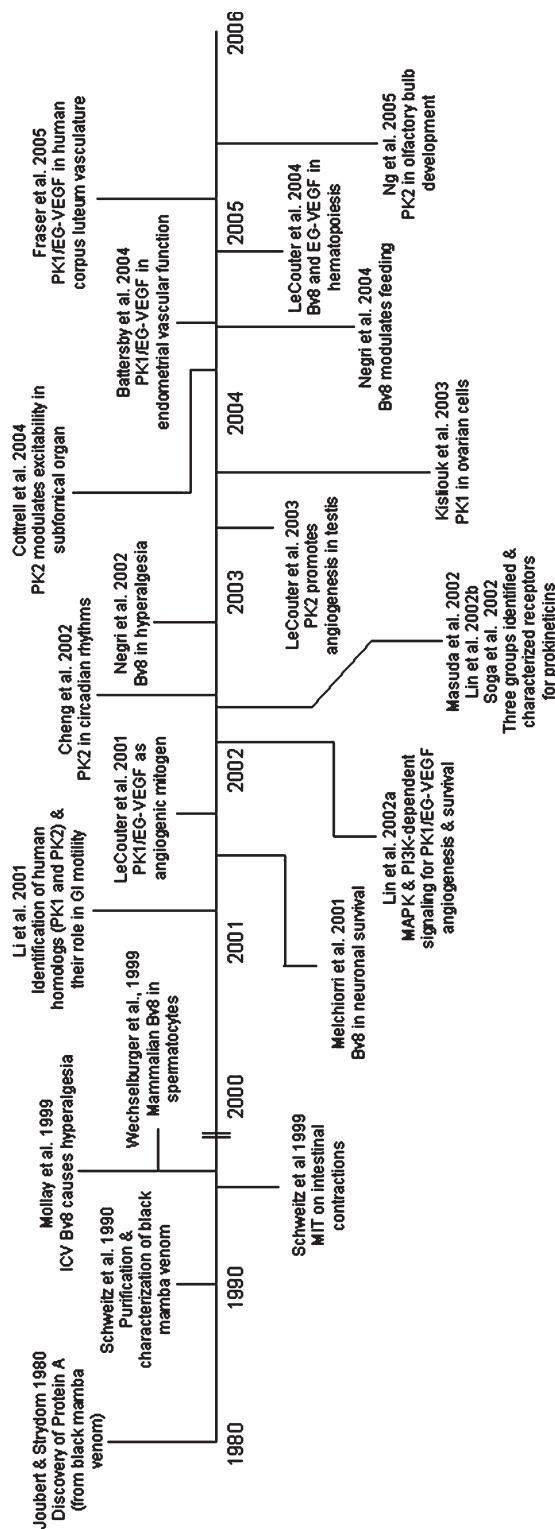 Joubert & Strydom 1980
Discovery of Protein A
(from black mamba
venom)
Schweitz et al. 1990
Purification &
characterization of black
mamba venom
Mollay et al. 1999
ICV Bv8 causes hyperalgesia
Wechselburger et al., 1999
Mammalian Bv8 in
spermatocytes
Li et al. 2001
Identification of human
homologs (PK1 and PK2) &
their role in GI motility
LeCouter et al. 2001
PK1/EG-VEGF as
angiogenic mitogen
Cheng et al. 2002
PK2 in circadian rhythms
Negri et al. 2002
Bv8 in hyperalgesia
Cottrell et al. 2004
PK2 modulates excitability in
subfornical organ
Battersby et al. 2004
PK1/EG-VEGF in
endometrial vascular function
Fraser et al. 2005
PK1/EG-VEGF in human
corpus luteum vasculature
1980
1990
2000
2001
2002
2003
2004
2005
2006
Schweitz et al 1999
MIT on intestinal
contractions
Melchiorri et al. 2001
Bv8 in neuronal survival
Lin et al. 2002a
MAPK & PI3K-dependent
signaling for PK1/EG-VEGF
angiogenesis & survival
Masuda et al. 2002
Lin et al. 2002b
Soga et al. 2002
Three groups identified &
characterized receptors
for prokineticins
LeCouter et al. 2003
PK2 promotes
angiogenesis in testis
Kisliouk et al. 2003
PK1 in ovarian cells
Negri et al. 2004
Bv8 modulates feeding
LeCouter et al. 2004
Bv8 and EG-VEGF in
hematopoiesis
Ng et al. 2005
PK2 in olfactory bulb
development